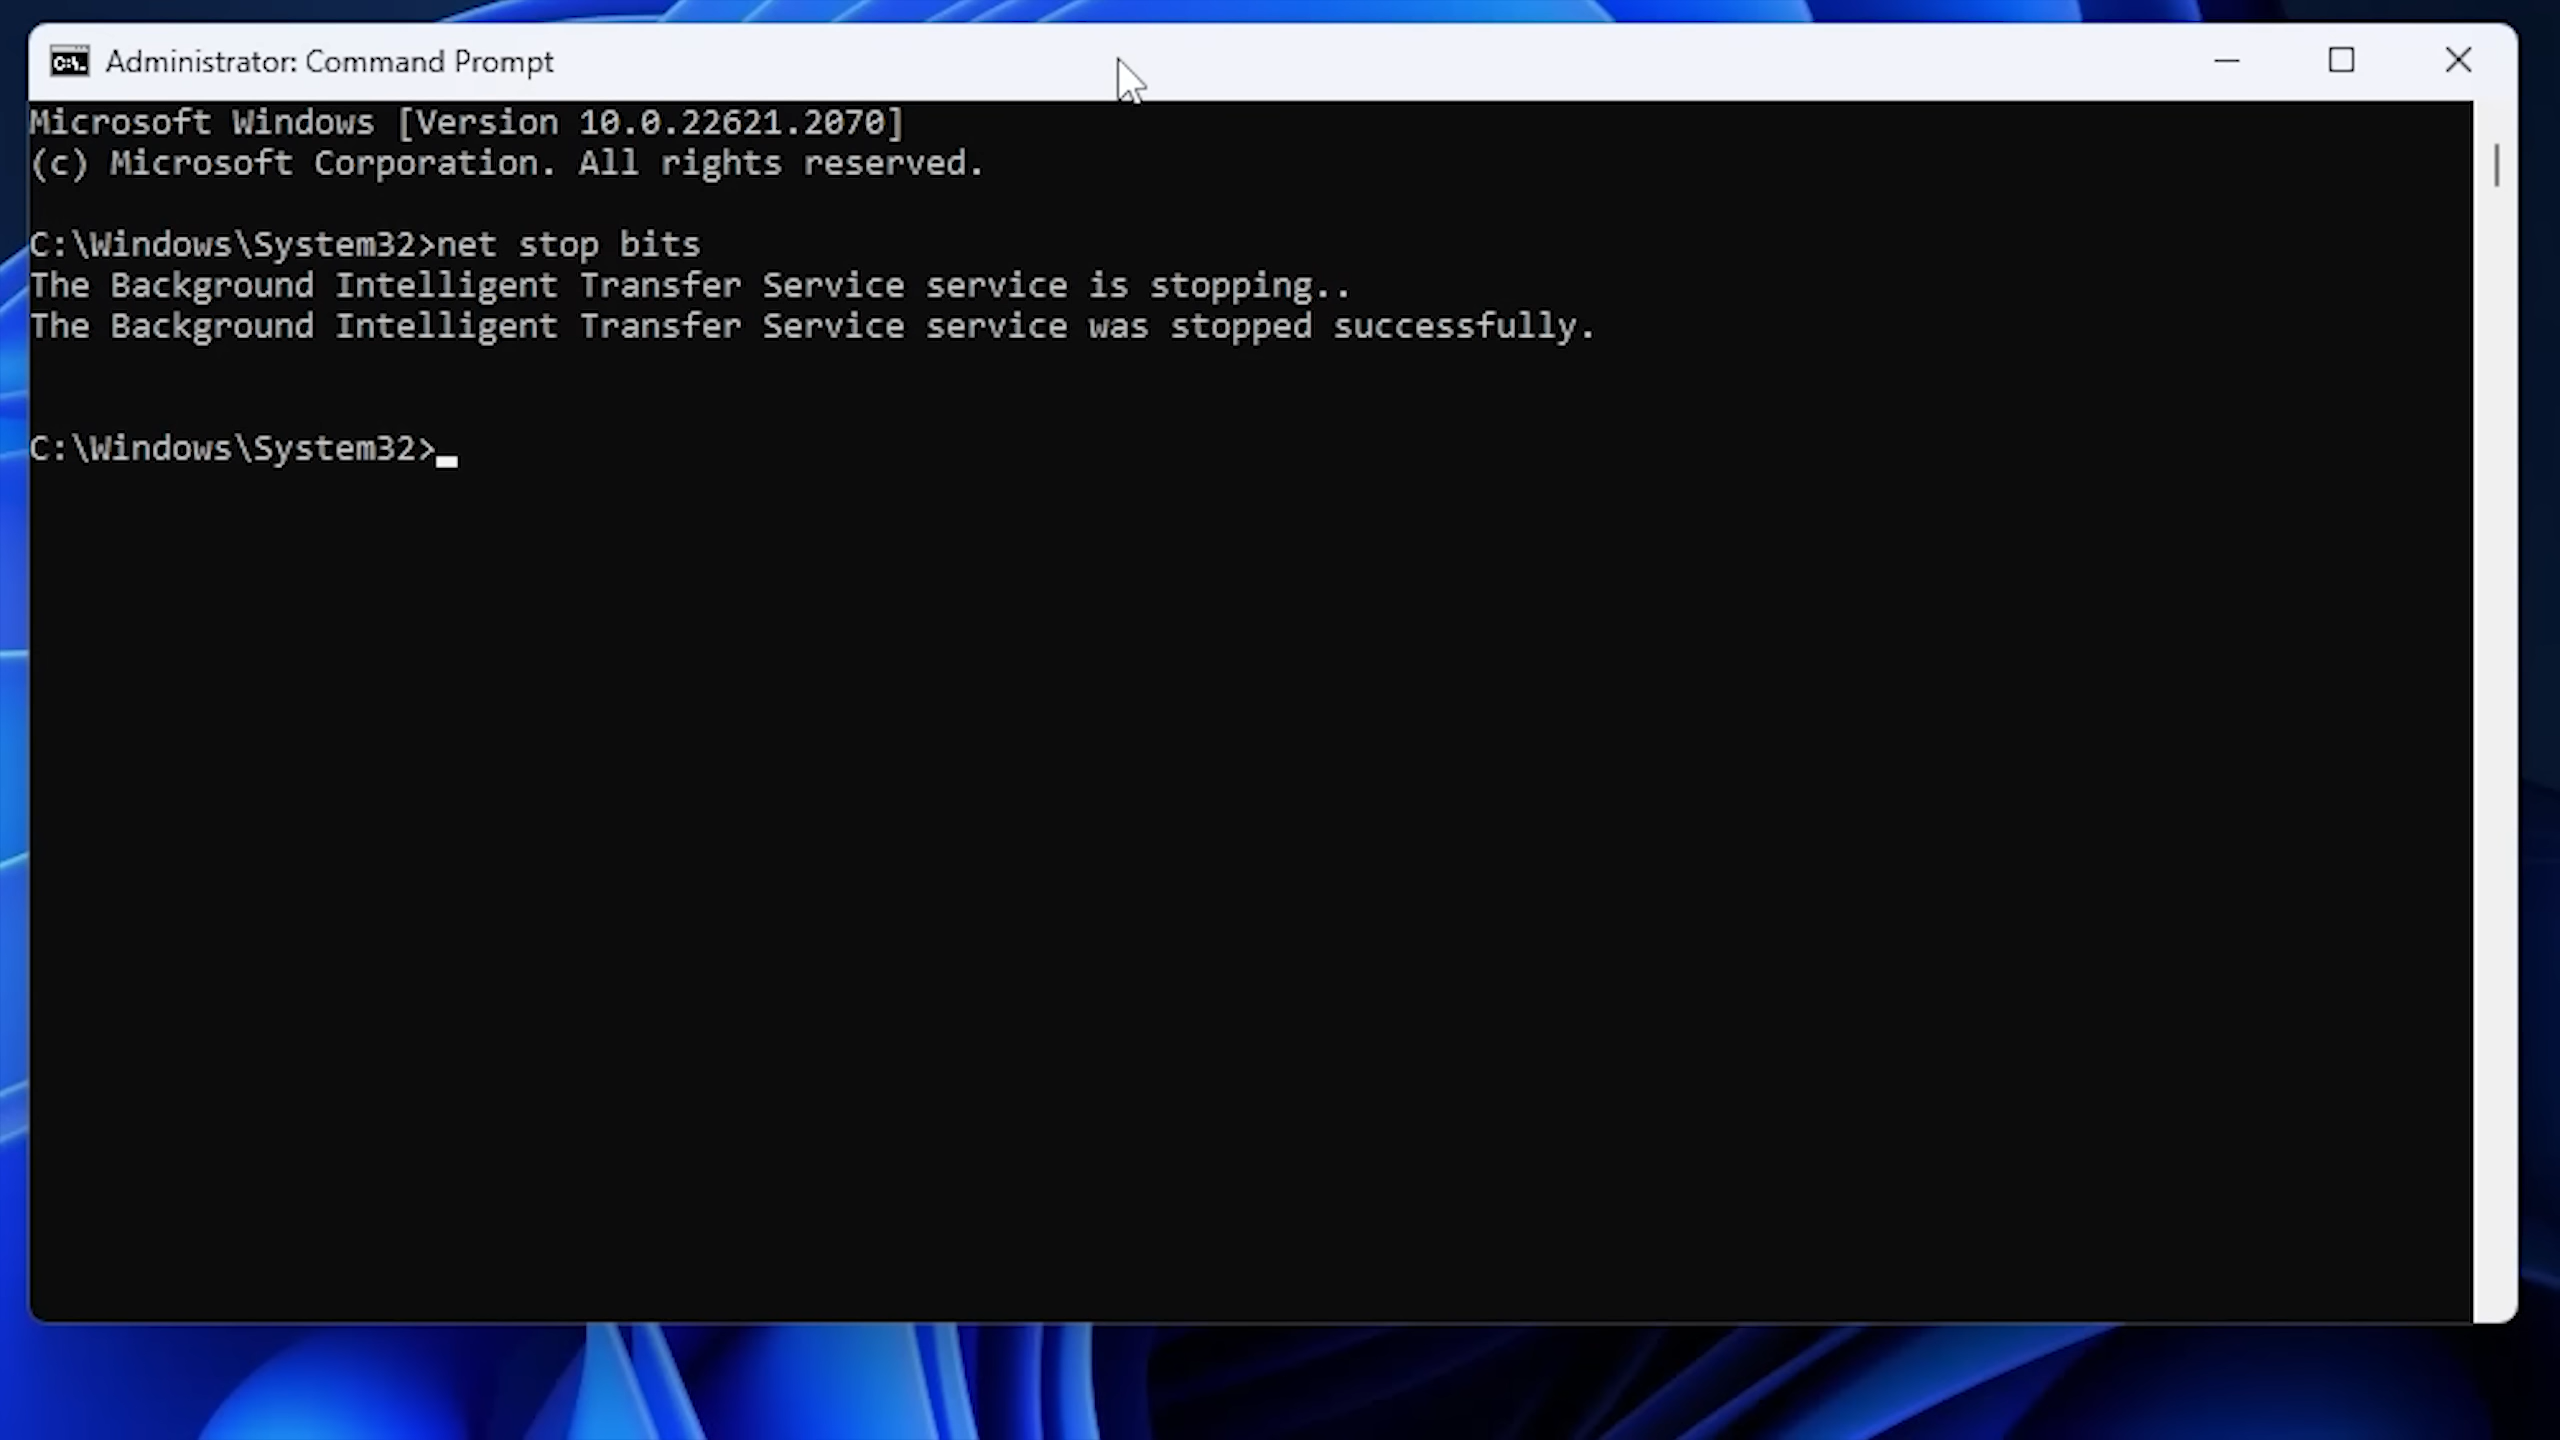 Administrator: Command Prompt
Microsoft Windows [Version 10.0.22621.2070]
(c) Microsoft Corporation. All rights reserved.
C:\Windows\System32>net stop bits
The Background Intelligent Transfer Service service is stopping..
The Background Intelligent Transfer Service service was stopped successfully.
C:\Windows\System32>